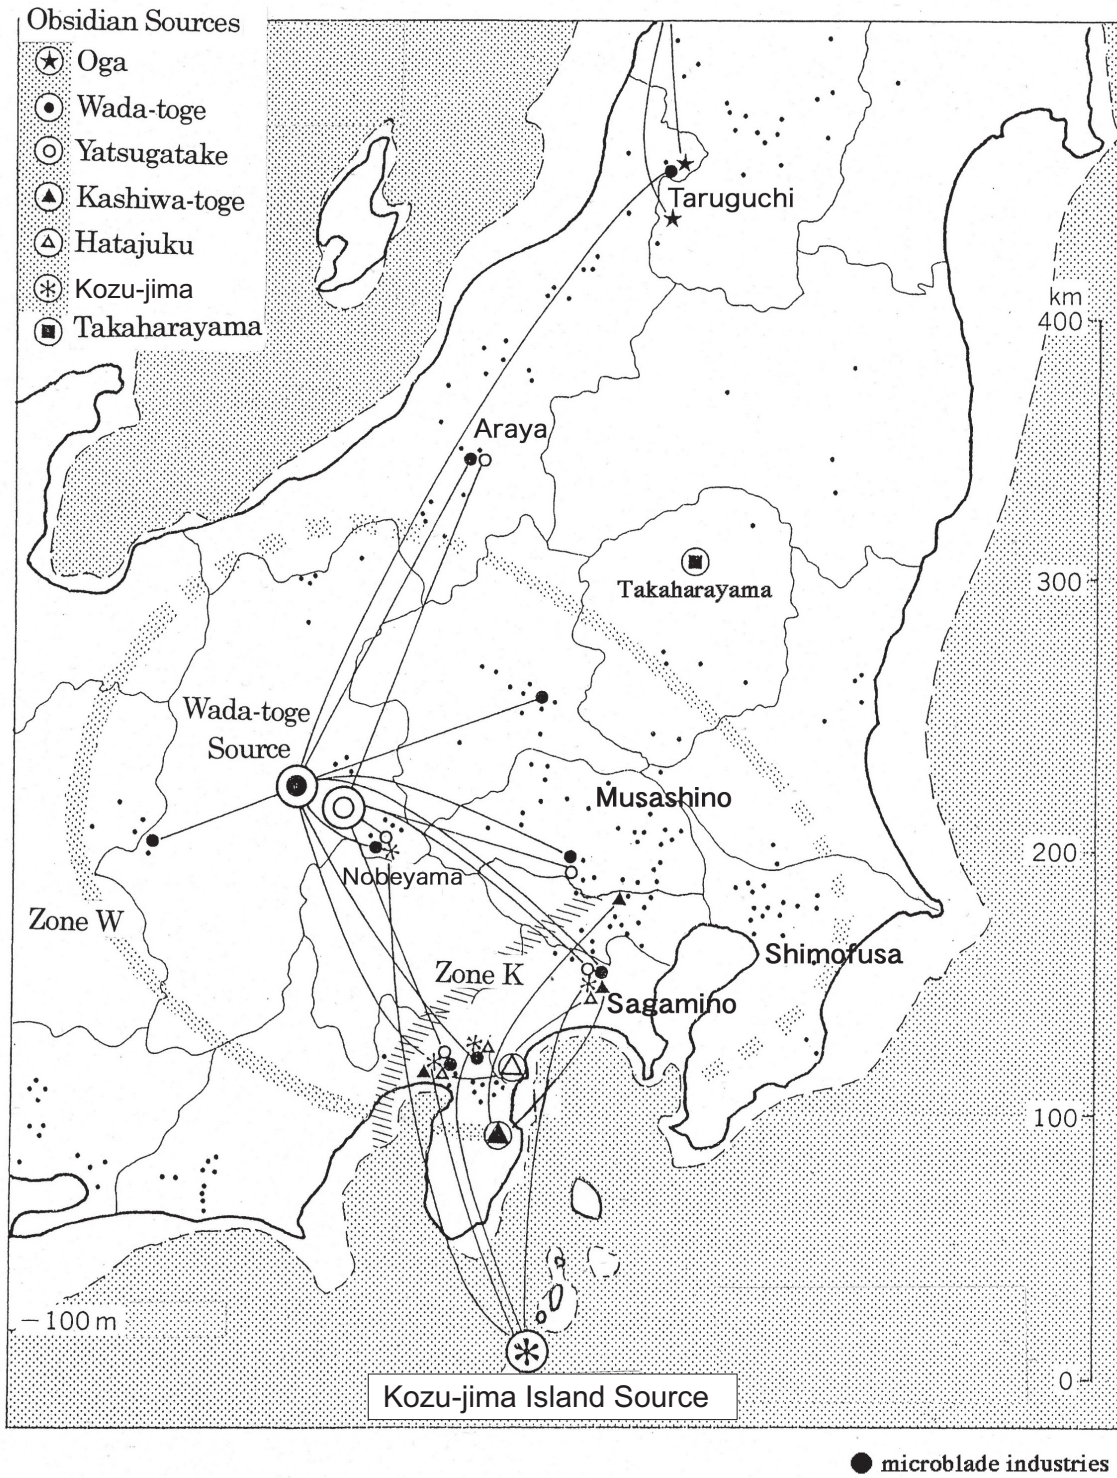 Obsidian Sources
Oga
Wada-toge
Yatsugatake
Kashiwa-toge
Hatajuku
Kozu-jima
Takaharayama
Taruguchi
km
400
Araya
300
Takaharayama
Wada-toge
Source
Musashino
200
Nobeyama
Zone W
Shimofusa
Zone K
Sagamino
100
−100m
0
Kozu-jima Island Source
microblade industries